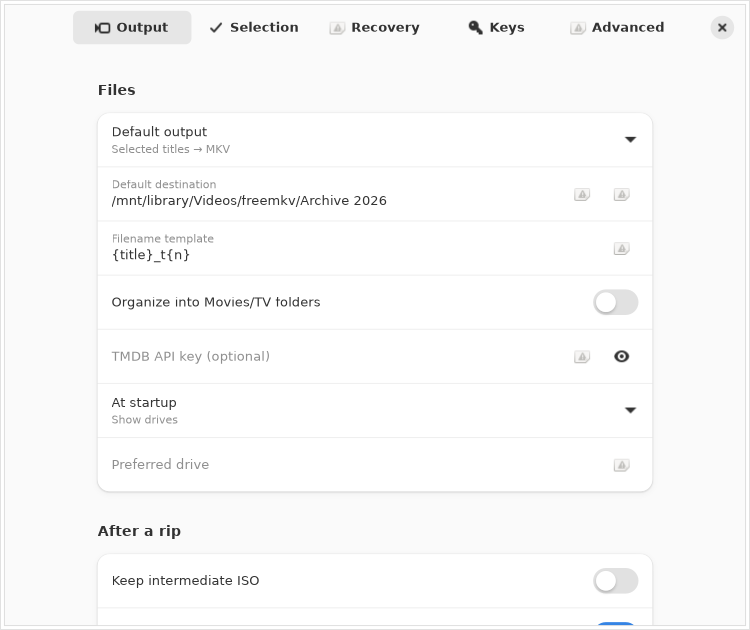 Output
Selection
Recovery
Keys
Advanced
Files
Default output
Selected titles → MKV
Default destination
/mnt/library/Videos/freemkv/Archive 2026
Filename template
{title}_t{n}
Organize into Movies/TV folders
TMDB API key (optional)
At startup
Show drives
Preferred drive
After a rip
Keep intermediate ISO